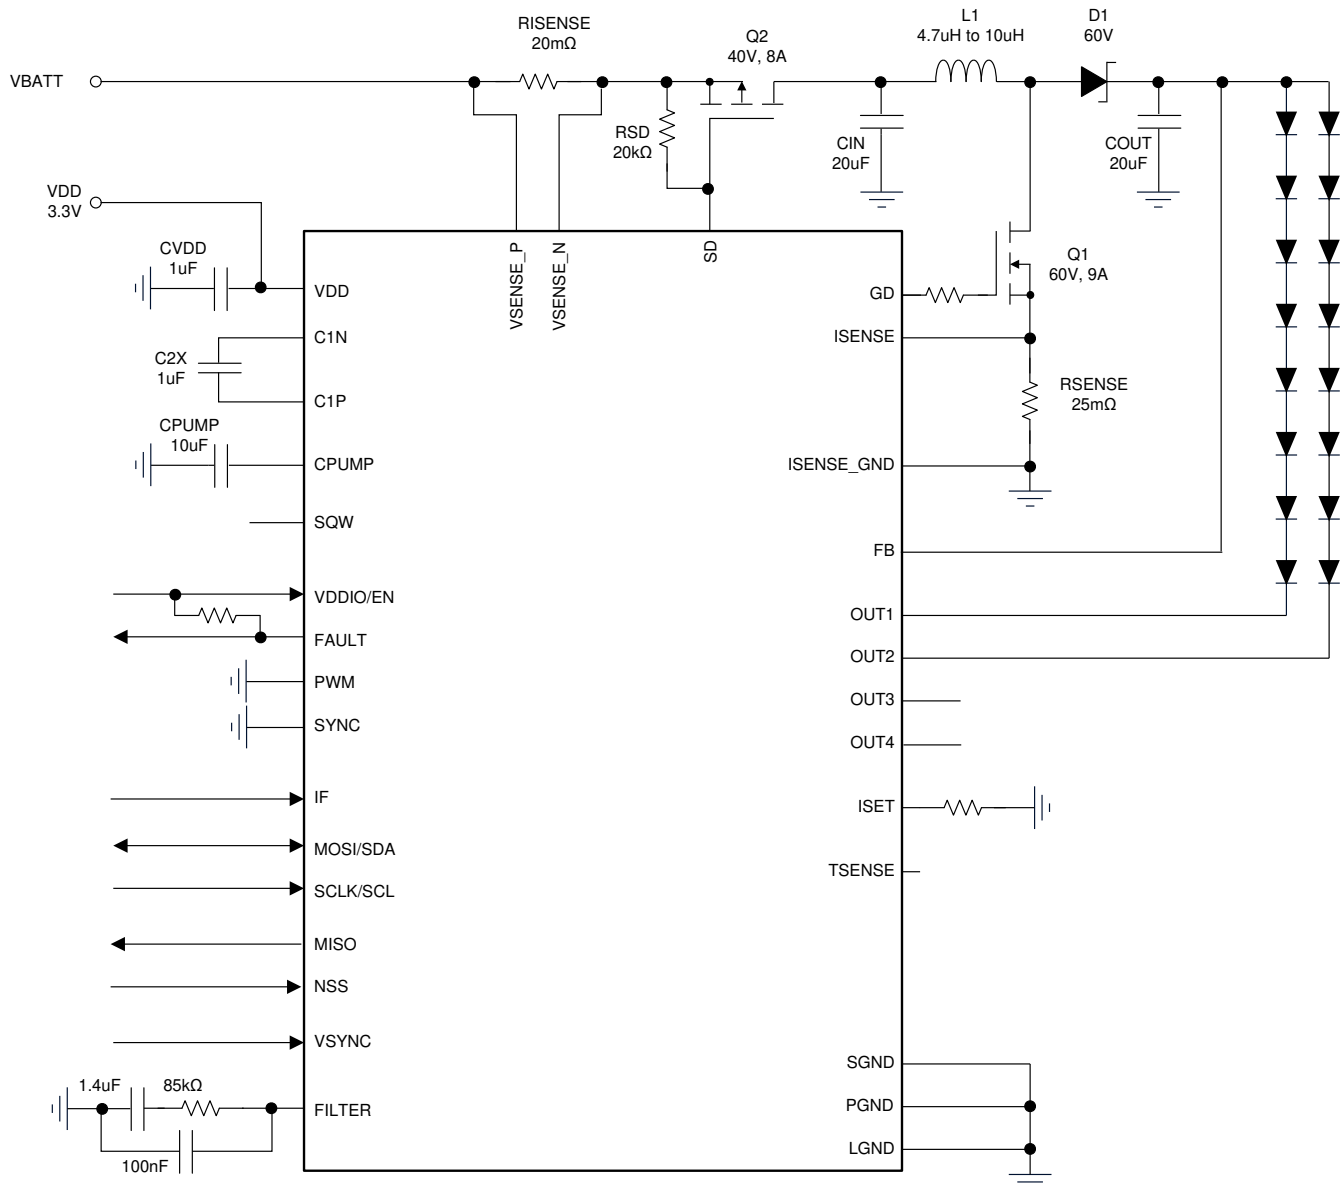 RISENSE
20mΩ
Q2
40V, 8A
L1
4.7uH to 10uH
D1
60V
VBATT
RSD
20kΩ
CIN
20uF
COUT
20uF
VDD
3.3V
CVDD
1uF
VSENSE_P
VSENSE_N
SD
Q1
60V, 9A
VDD
GD
C1N
ISENSE
C2X
1uF
RSENSE
25mΩ
C1P
CPUMP
10uF
CPUMP
ISENSE_GND
SQW
FB
VDDIO/EN
OUT1
FAULT
OUT2
PWM
OUT3
SYNC
OUT4
IF
ISET
MOSI/SDA
TSENSE
SCLK/SCL
MISO
NSS
VSYNC
SGND
1.4uF
85kΩ
FILTER
PGND
100nF
LGND